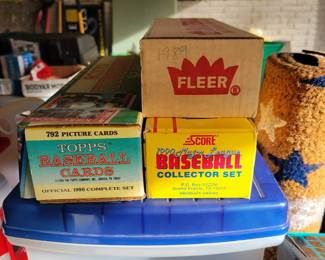 1989
FLEER
®
792 PICTURE CARDS
TOPPS
BASEBALL
CARDS
OFFICIAL 1990 COMPLETE SET
SCORE
1990 Major League
BASEBALL
COLLECTOR SET